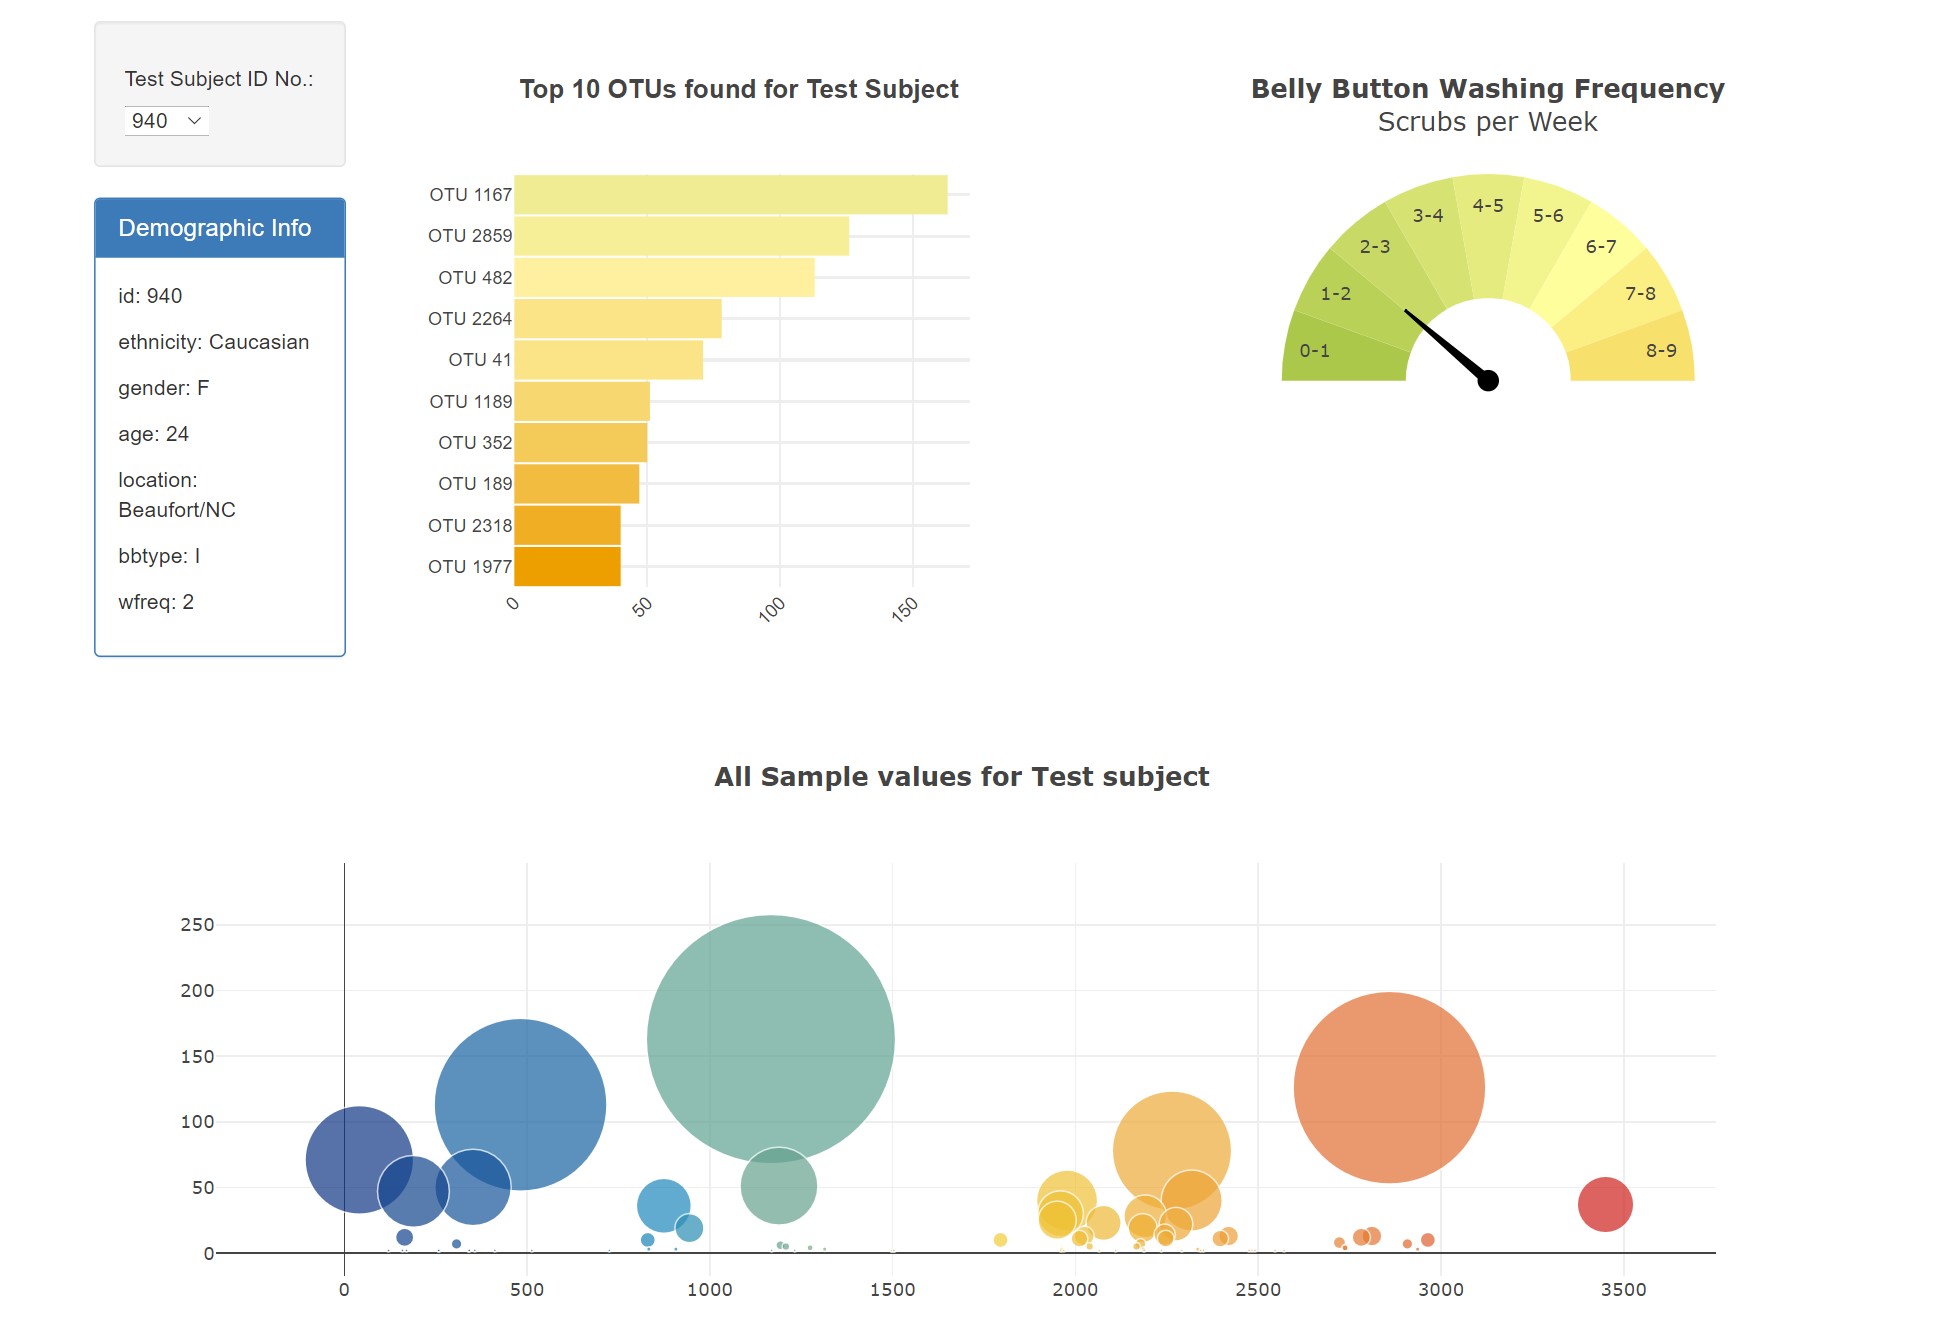 Test Subject ID No.:
940
Demographic Info
id: 940
ethnicity: Caucasian
gender: F
age: 24
location:
Beaufort/NC
bbtype: I
wfreq: 2
Top 10 OTUs found for Test Subject
OTU 1167
OTU 2859
OTU 482
OTU 2264
OTU 41
OTU 1189
OTU 352
OTU 189
OTU 2318
OTU 1977
0
50
100
150
Belly Button Washing Frequency
Scrubs per Week
0-1
1-2
2-3
3-4
4-5
5-6
6-7
7-8
8-9
All Sample values for Test subject
250
200
150
100
50
0
0
500
1000
1500
2000
2500
3000
3500